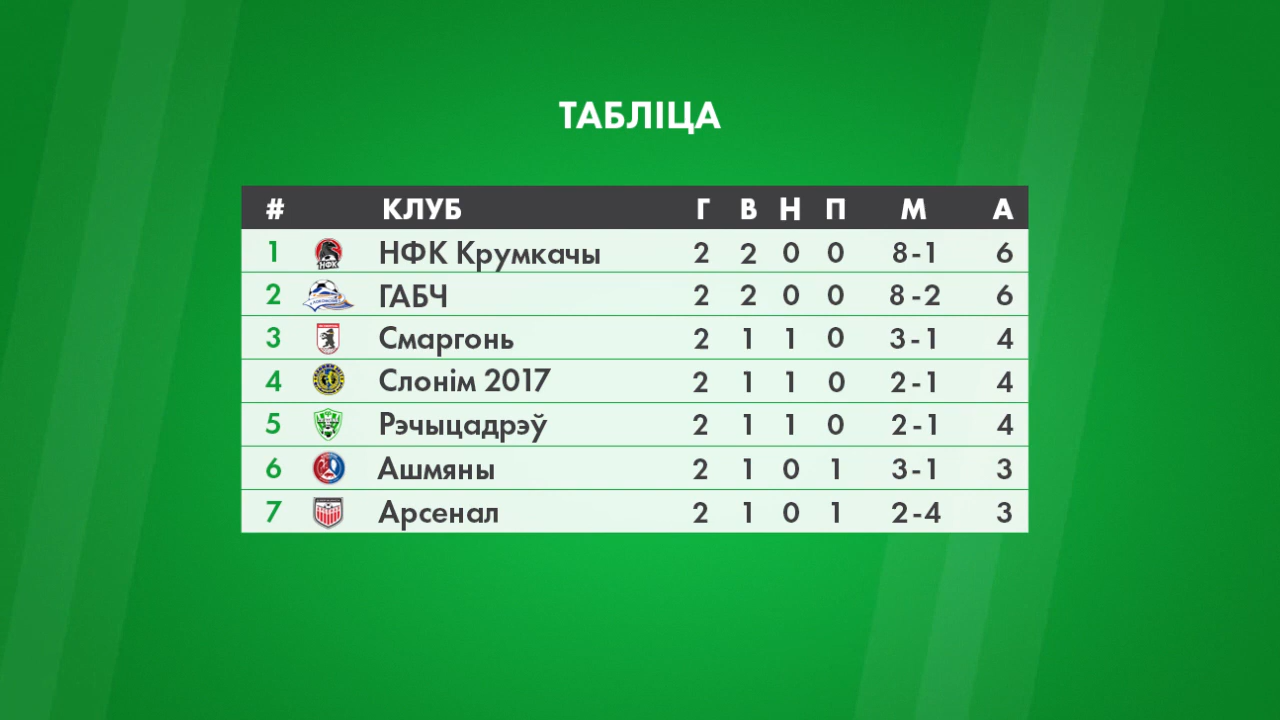 ТАБЛІЦА
# КЛУБ Г В Н П М А
1 НФК Крумкачы 2 2 0 0 8-1 6
2 ГАБЧ 2 2 0 0 8-2 6
3 Смаргонь 2 1 1 0 3-1 4
4 Слонім 2017 2 1 1 0 2-1 4
5 Рэчыцадрэў 2 1 1 0 2-1 4
6 Ашмяны 2 1 0 1 3-1 3
7 Арсенал 2 1 0 1 2-4 3